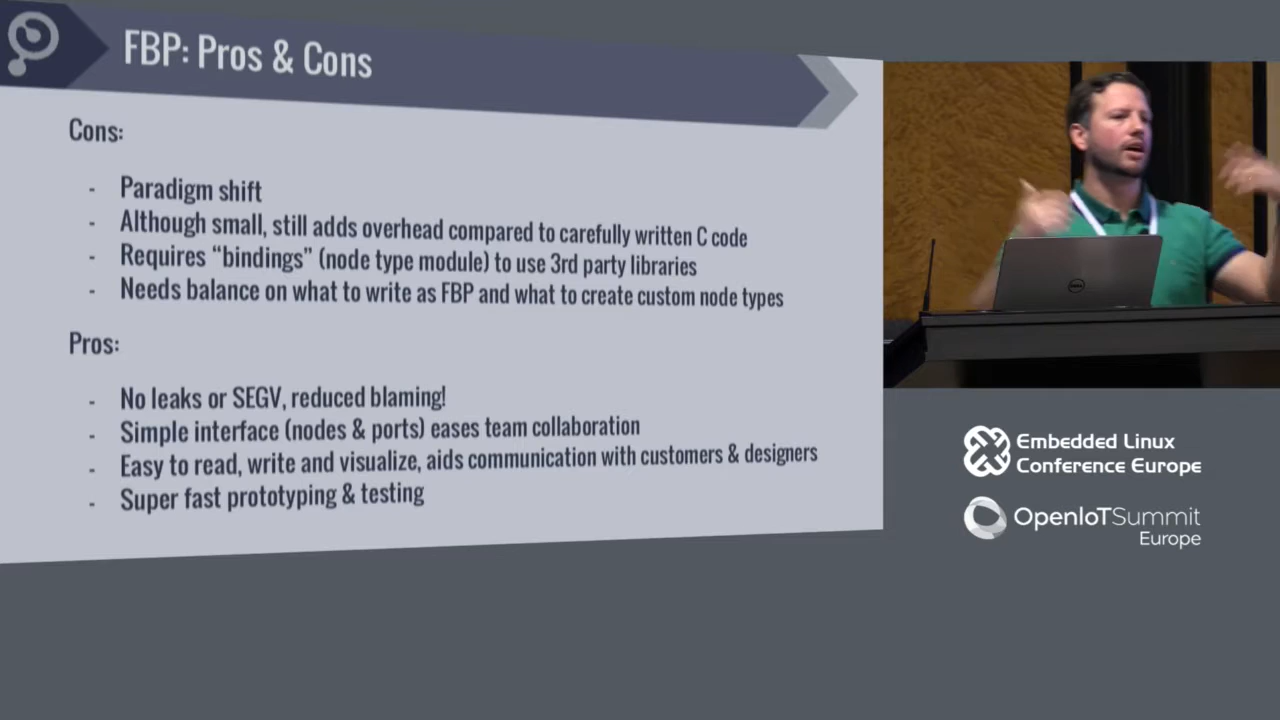 FBP: Pros & Cons
Cons:
- Paradigm shift
- Although small, still adds overhead compared to carefully written C code
- Requires “bindings” (node type module) to use 3rd party libraries
- Needs balance on what to write as FBP and what to create custom node types
Pros:
- No leaks or SEGV, reduced blaming!
- Simple interface (nodes & ports) eases team collaboration
- Easy to read, write and visualize, aids communication with customers & designers
- Super fast prototyping & testing
DELL
Embedded Linux
Conference Europe
OpenIoTSummit
Europe